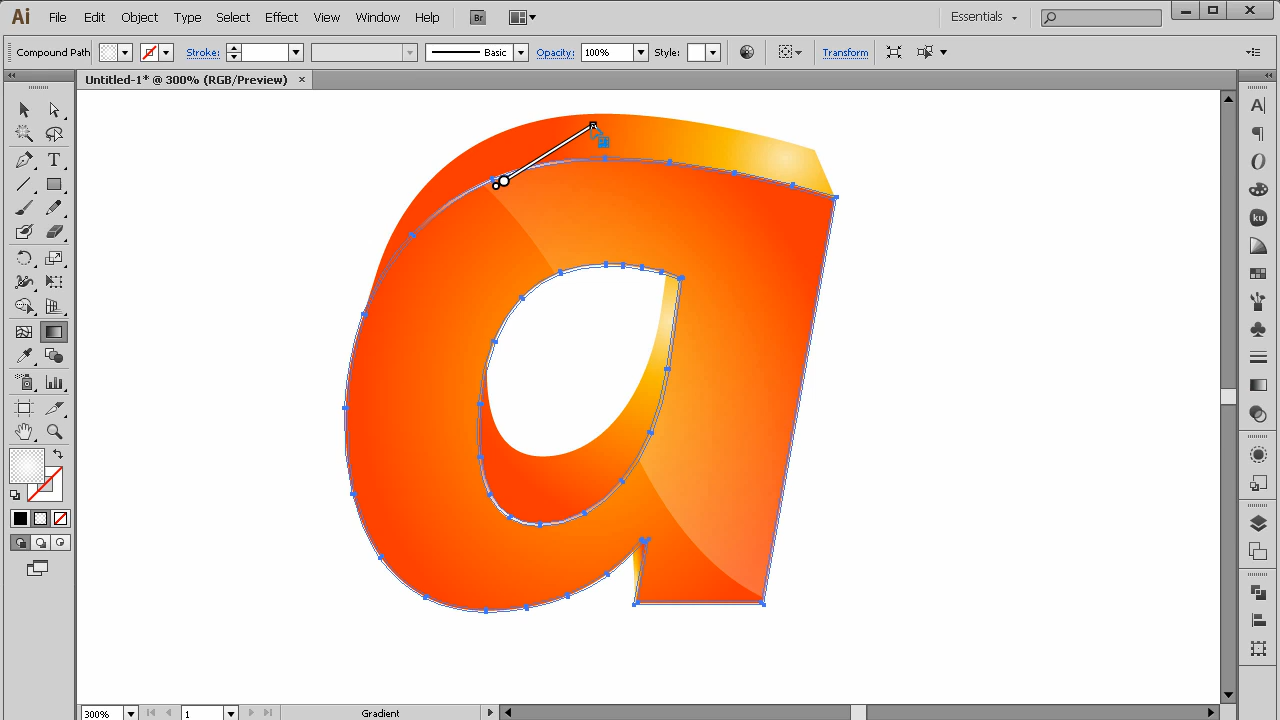 Ai File Edit Object Type Select Effect View Window Help Br Essentials
Compound Path Stroke: Basic Opacity: 100% Style: Transform
Untitled-1* @ 300% (RGB/Preview) ×
T
A|
¶
ku
a
300% 1 Gradient